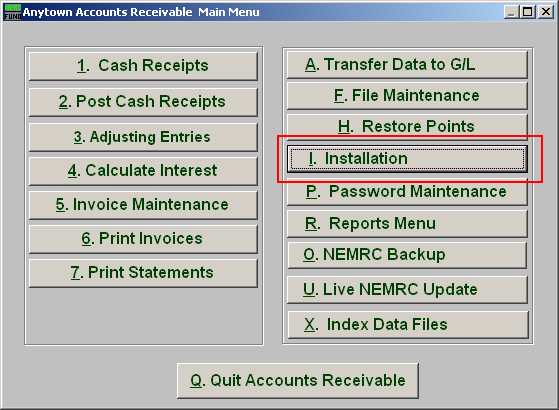 Anytown Accounts Receivable Main Menu
1. Cash Receipts
2. Post Cash Receipts
3. Adjusting Entries
4. Calculate Interest
5. Invoice Maintenance
6. Print Invoices
7. Print Statements
A. Transfer Data to G/L
F. File Maintenance
H. Restore Points
I. Installation
P. Password Maintenance
R. Reports Menu
O. NEMRC Backup
U. Live NEMRC Update
X. Index Data Files
Q. Quit Accounts Receivable